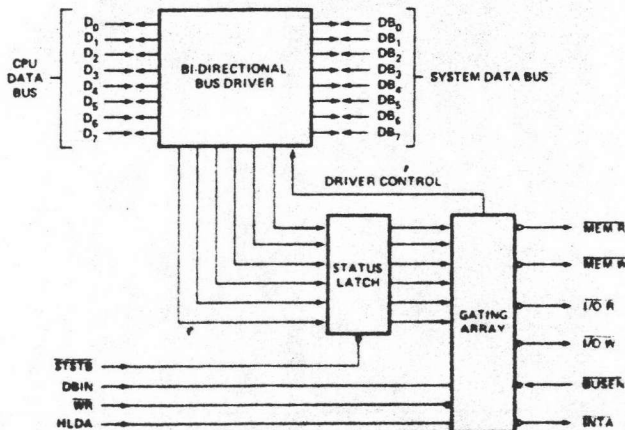 CPU
DATA
BUS
D0
D1
D2
D3
D4
D5
D6
D7
BI-DIRECTIONAL
BUS DRIVER
DB0
DB1
DB2
DB3
DB4
DB5
DB6
DB7
SYSTEM DATA BUS
DRIVER CONTROL
STATUS
LATCH
GATING
ARRAY
MEM R
MEM W
I/O R
I/O W
BUSEN
INTA
STSTB
DBIN
WR
HLDA